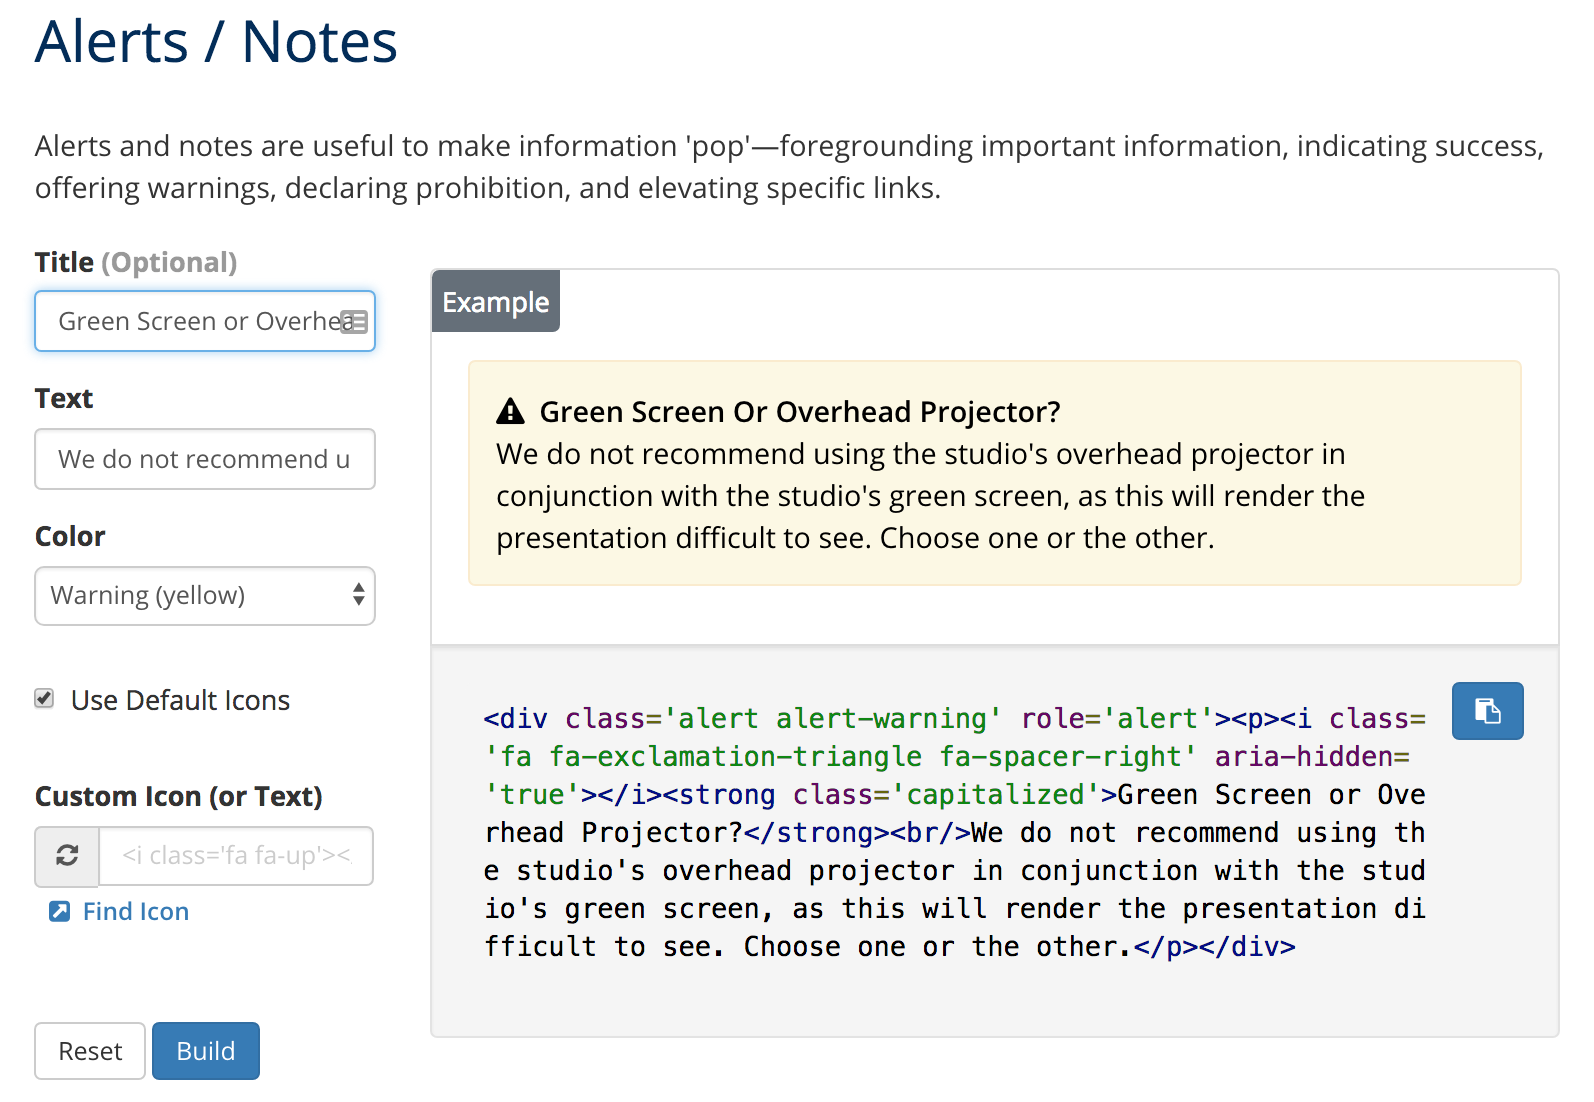 Alerts / Notes
Alerts and notes are useful to make information 'pop'—foregrounding important information, indicating success,
offering warnings, declaring prohibition, and elevating specific links.
Title (Optional)
Green Screen or Overhea
Text
We do not recommend u
Color
Warning (yellow)
Use Default Icons
Custom Icon (or Text)
<i class='fa fa-up'><
Find Icon
Reset
Build
Example
Green Screen Or Overhead Projector?
We do not recommend using the studio's overhead projector in
conjunction with the studio's green screen, as this will render the
presentation difficult to see. Choose one or the other.
<div class='alert alert-warning' role='alert'><p><i class=
'fa fa-exclamation-triangle fa-spacer-right' aria-hidden=
'true'></i><strong class='capitalized'>Green Screen or Ove
rhead Projector?</strong><br/>We do not recommend using th
e studio's overhead projector in conjunction with the stud
io's green screen, as this will render the presentation di
fficult to see. Choose one or the other.</p></div>